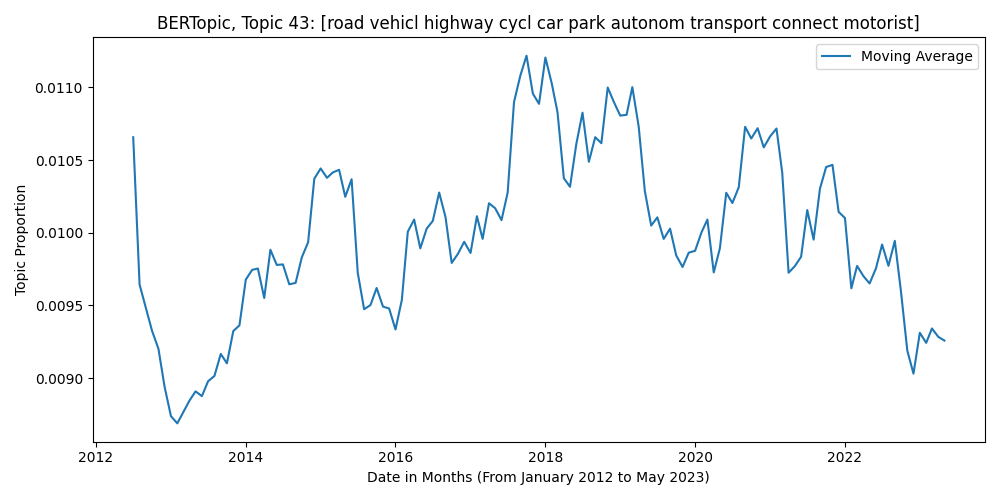 BERTopic, Topic 43: [road vehicl highway cycl car park autonom transport connect motorist]
Moving Average
Topic Proportion
0.0110
0.0105
0.0100
0.0095
0.0090
2012 2014 2016 2018 2020 2022
Date in Months (From January 2012 to May 2023)